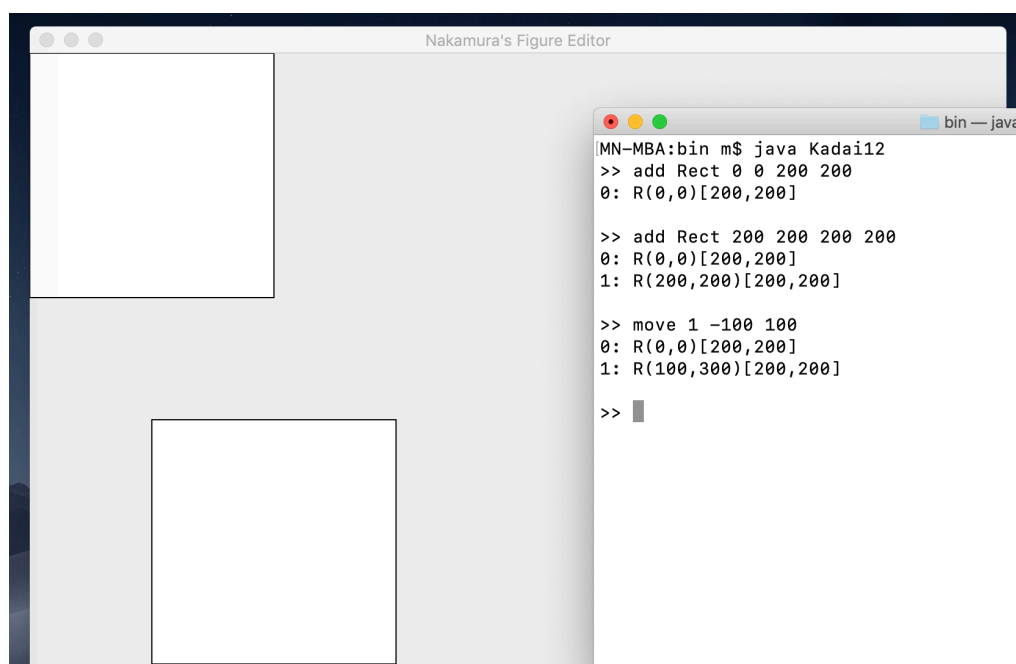 Nakamura's Figure Editor
bin — java
[MN-MBA:bin m$ java Kadai12
>> add Rect 0 0 200 200
0: R(0,0)[200,200]
>> add Rect 200 200 200 200
0: R(0,0)[200,200]
1: R(200,200)[200,200]
>> move 1 -100 100
0: R(0,0)[200,200]
1: R(100,300)[200,200]
>>